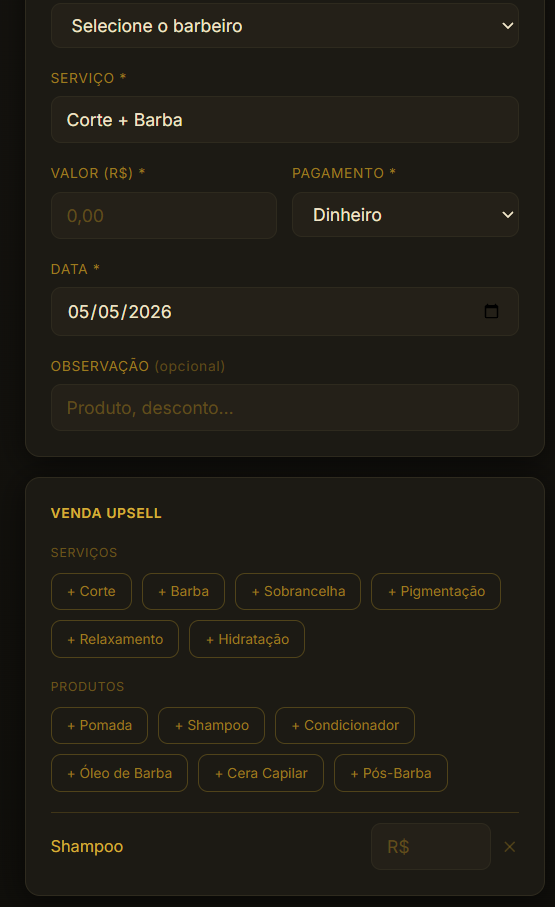 Selecione o barbeiro
SERVIÇO *
Corte + Barba
VALOR (R$) * PAGAMENTO *
0,00 Dinheiro
DATA *
05/05/2026
OBSERVAÇÃO (opcional)
Produto, desconto...
VENDA UPSELL
SERVIÇOS
+ Corte + Barba + Sobrancelha + Pigmentação
+ Relaxamento + Hidratação
PRODUTOS
+ Pomada + Shampoo + Condicionador
+ Óleo de Barba + Cera Capilar + Pós-Barba
Shampoo R$ ×